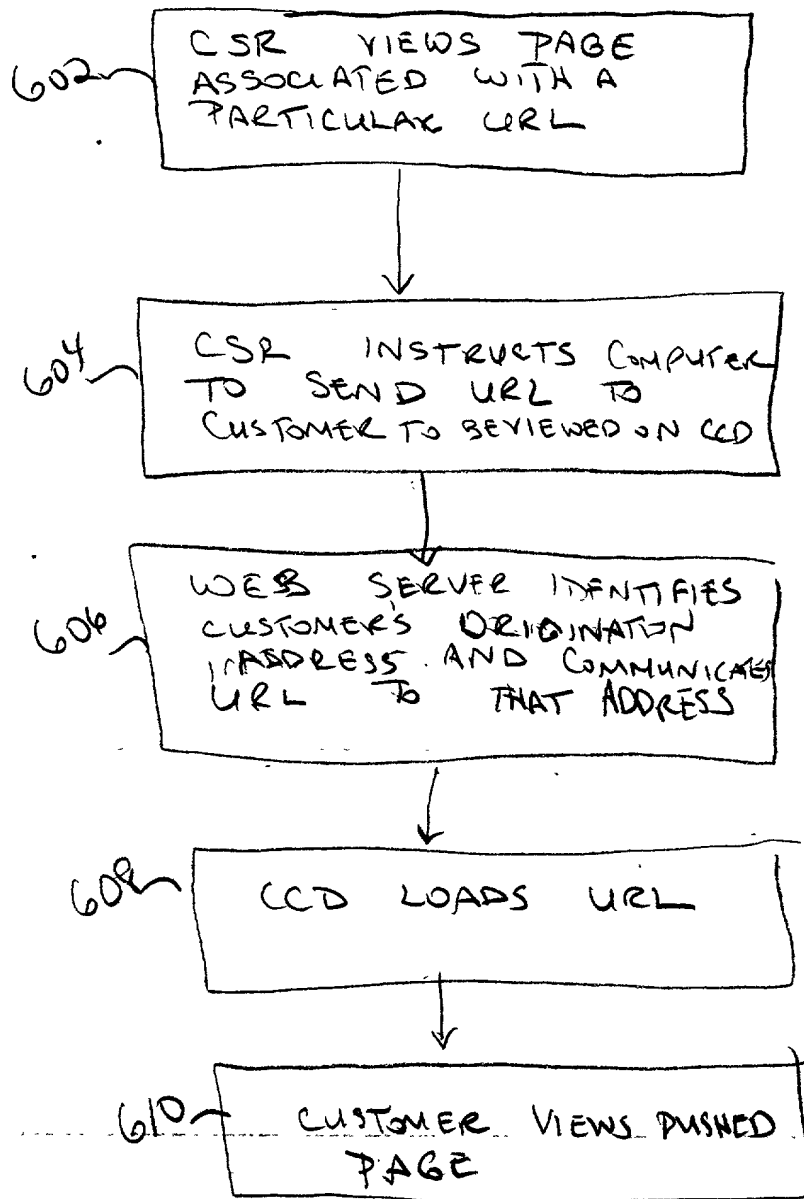 602
CSR VIEWS PAGE
ASSOCIATED WITH A
PARTICULAR URL
604
CSR INSTRUCTS COMPUTER
TO SEND URL TO
CUSTOMER TO BE VIEWED ON CCD
606
WEB SERVER IDENTIFIES
CUSTOMER'S ORIGINATION
ADDRESS AND COMMUNICATES
URL TO THAT ADDRESS
608
CCD LOADS URL
610
CUSTOMER VIEWS PUSHED
PAGE